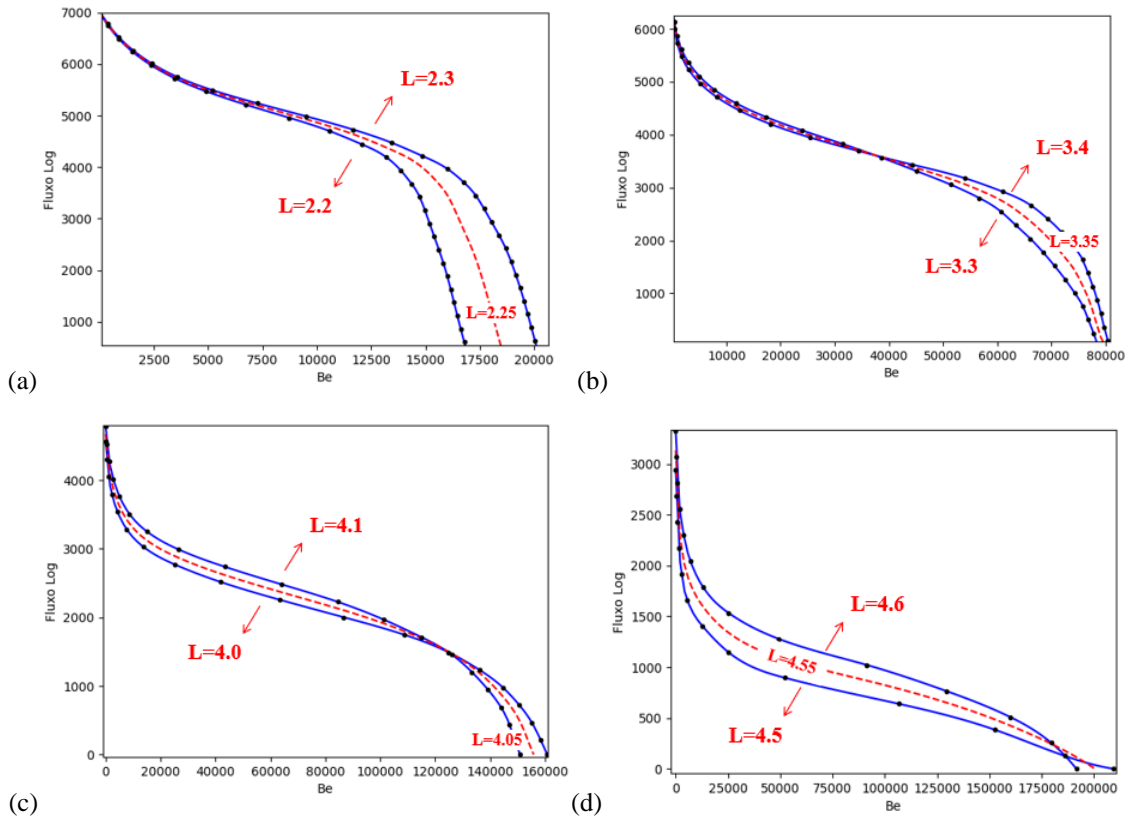 7000
6000
5000
4000
3000
2000
1000
Fluxo Log
L=2.3
L=2.2
L=2.25
2500 5000 7500 10000 12500 15000 17500 20000
Be
(a)
6000
5000
4000
3000
2000
1000
Fluxo Log
L=3.4
L=3.35
L=3.3
10000 20000 30000 40000 50000 60000 70000 80000
Be
(b)
4000
3000
2000
1000
0
Fluxo Log
L=4.1
L=4.0
L=4.05
0 20000 40000 60000 80000 100000 120000 140000 160000
Be
(c)
3000
2500
2000
1500
1000
500
0
Fluxo Log
L=4.6
L=4.55
L=4.5
0 25000 50000 75000 100000 125000 150000 175000 200000
Be
(d)